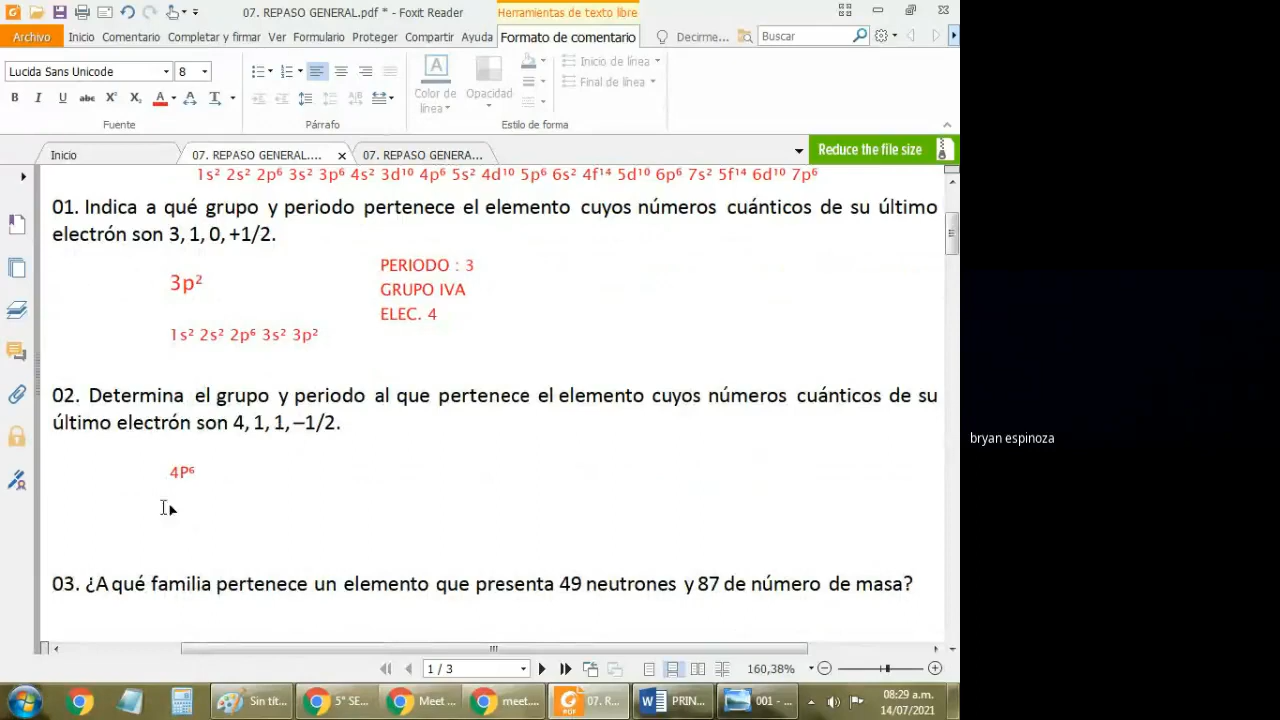 07. REPASO GENERAL.pdf * - Foxit Reader
Herramientas de texto libre
Archivo Inicio Comentario Completar y firmar Ver Formulario Proteger Compartir Ayuda Formato de comentario Decirme... Buscar
Lucida Sans Unicode 8
Inicio de línea
Final de línea
Color de línea
Opacidad
Fuente Párrafo Estilo de forma
Inicio 07. REPASO GENERAL.... 07. REPASO GENERA... Reduce the file size
1s² 2s² 2p⁶ 3s² 3p⁶ 4s² 3d¹⁰ 4p⁶ 5s² 4d¹⁰ 5p⁶ 6s² 4f¹⁴ 5d¹⁰ 6p⁶ 7s² 5f¹⁴ 6d¹⁰ 7p⁶
01. Indica a qué grupo y periodo pertenece el elemento cuyos números cuánticos de su último
electrón son 3, 1, 0, +1/2.
3p²
PERIODO : 3
GRUPO IVA
ELEC. 4
1s² 2s² 2p⁶ 3s² 3p²
02. Determina el grupo y periodo al que pertenece el elemento cuyos números cuánticos de su
último electrón son 4, 1, 1, –1/2.
4P⁶
bryan espinoza
03. ¿A qué familia pertenece un elemento que presenta 49 neutrones y 87 de número de masa?
1 / 3 160,38%
Sin tít... 5° SE... Meet ... meet.... 07. R... PRIN... 001 - ...
08:29 a.m.
14/07/2021